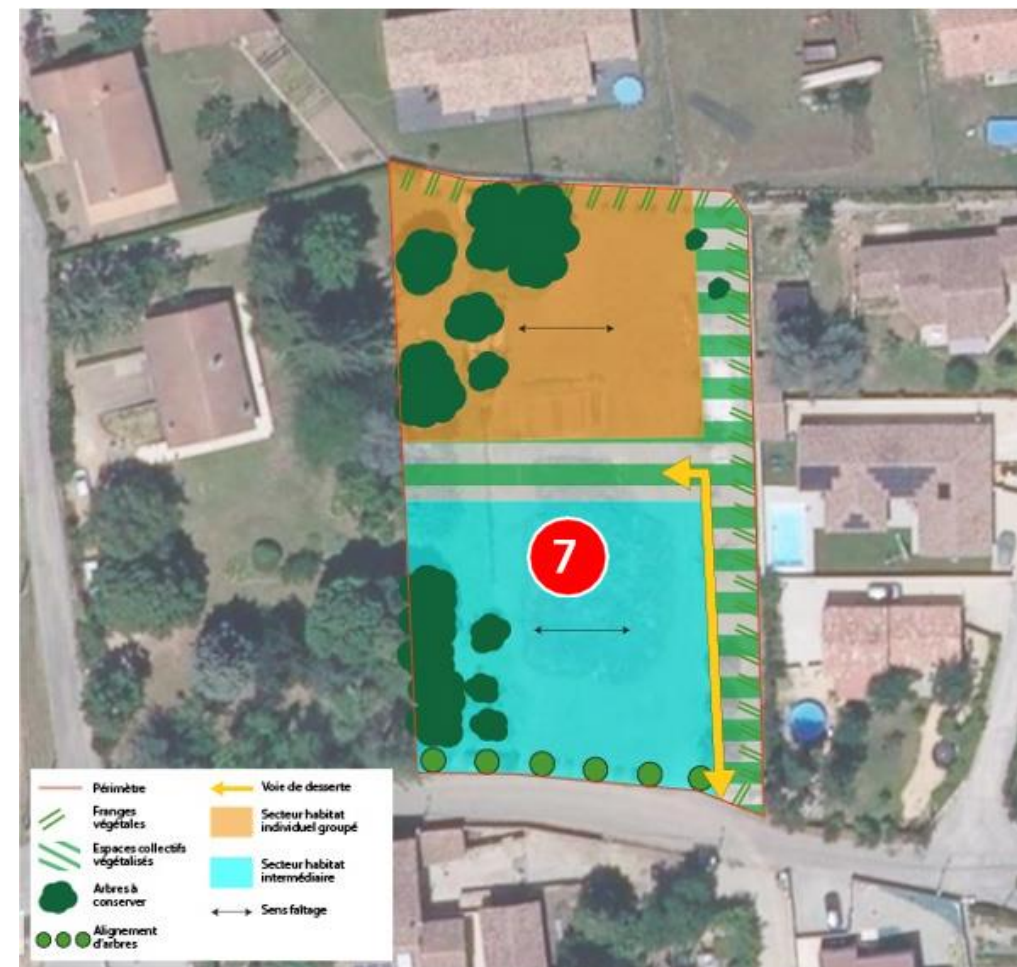 7
Périmètre
Franges
végétales
Espaces collectifs
végétalisés
Arbres à
conserver
Alignement
d'arbres
Voie de desserte
Secteur habitat
individuel groupé
Secteur habitat
intermédiaire
Sens faîtage